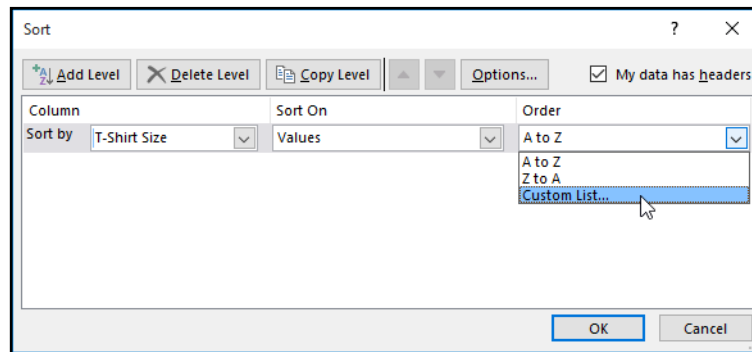 Sort ? ×
Add Level Delete Level Copy Level Options... My data has headers
Column Sort On Order
Sort by T-Shirt Size Values A to Z
A to Z
Z to A
Custom List...
OK Cancel